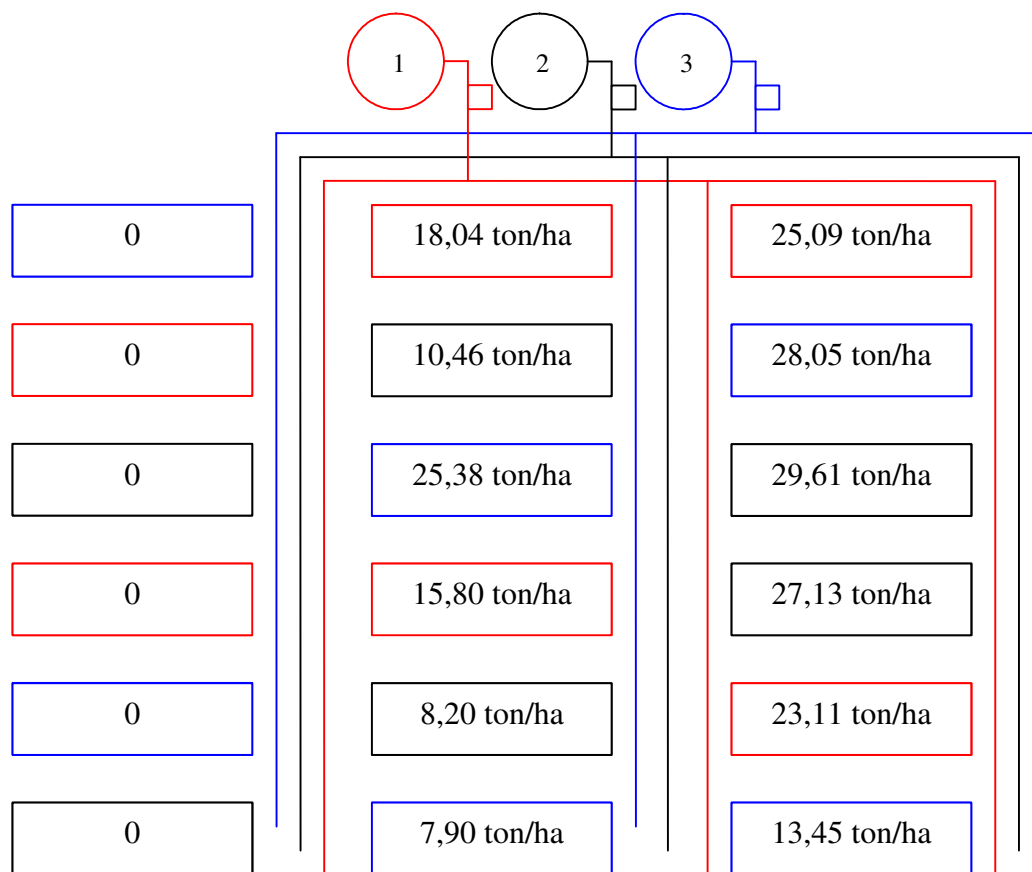 1 2 3
0 18,04 ton/ha 25,09 ton/ha
0 10,46 ton/ha 28,05 ton/ha
0 25,38 ton/ha 29,61 ton/ha
0 15,80 ton/ha 27,13 ton/ha
0 8,20 ton/ha 23,11 ton/ha
0 7,90 ton/ha 13,45 ton/ha